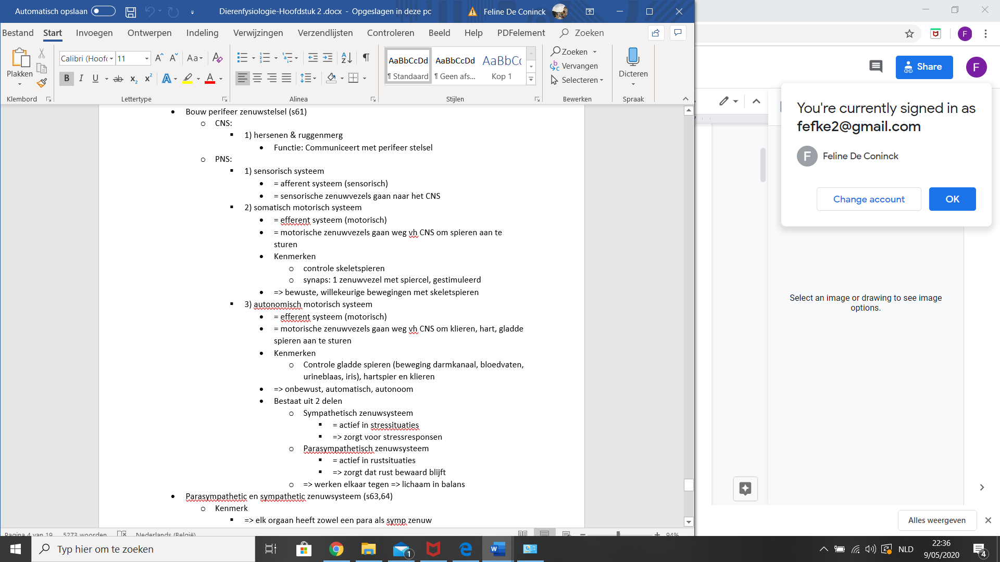 Automatisch opslaan
Dierenfysiologie-Hoofdstuk 2 .docx - Opgeslagen in deze pc
Feline De Coninck
Bestand Start Invoegen Ontwerpen Indeling Verwijzingen Verzendlijsten Controleren Beeld Help PDFelement Zoeken
Plakken
Klembord
Calibri (Hoofd 11
Lettertype
Alinea
AaBbCcDd AaBbCcDd AaBbCc
¶ Standaard ¶ Geen afs... Kop 1
Stijlen
Zoeken
Vervangen
Selecteren
Bewerken
Dicteren
Spraak
• Bouw perifeer zenuwstelsel (s61)
o CNS:
▪ 1) hersenen & ruggenmerg
• Functie: Communiceert met perifeer stelsel
o PNS:
▪ 1) sensorisch systeem
• = afferent systeem (sensorisch)
• = sensorische zenuwvezels gaan naar het CNS
▪ 2) somatisch motorisch systeem
• = efferent systeem (motorisch)
• = motorische zenuwvezels gaan weg vh CNS om spieren aan te
sturen
• Kenmerken
o controle skeletspieren
o synaps: 1 zenuwvezel met spiercel, gestimuleerd
• => bewuste, willekeurige bewegingen met skeletspieren
▪ 3) autonomisch motorisch systeem
• = efferent systeem (motorisch)
• = motorische zenuwvezels gaan weg vh CNS om klieren, hart, gladde
spieren aan te sturen
• Kenmerken
o Controle gladde spieren (beweging darmkanaal, bloedvaten,
urineblaas, iris), hartspier en klieren
• => onbewust, automatisch, autonoom
• Bestaat uit 2 delen
o Sympathetisch zenuwsysteem
▪ = actief in stressituaties
▪ => zorgt voor stressresponsen
o Parasympathetisch zenuwsysteem
▪ = actief in rustsituaties
▪ => zorgt dat rust bewaard blijft
o => werken elkaar tegen => lichaam in balans
• Parasympathetic en sympathetic zenuwsysteem (s63,64)
o Kenmerk
▪ => elk orgaan heeft zowel een para als symp zenuw
Pagina 4 van 19 5273 woorden Nederlands (België) 94%
F
Share
F
You're currently signed in as
fefke2@gmail.com
F Feline De Coninck
Change account OK
Select an image or drawing to see image
options.
Alles weergeven
Typ hier om te zoeken
1
NLD
22:36
9/05/2020
4